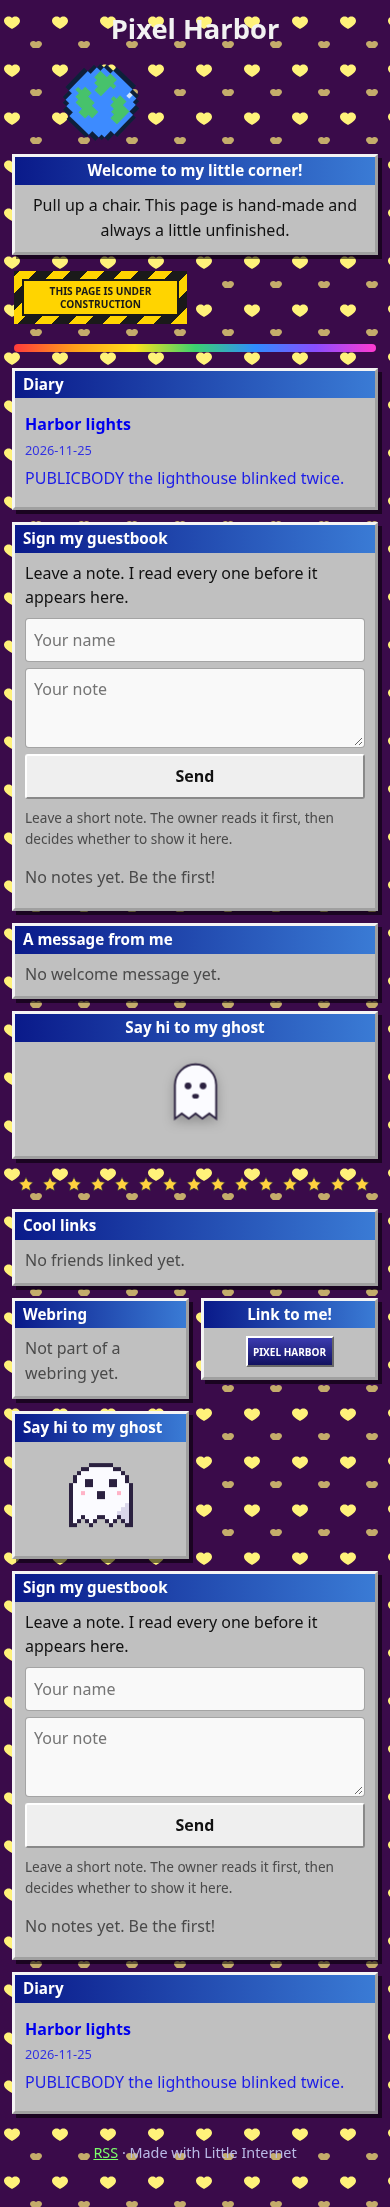 Pixel Harbor
Welcome to my little corner!
Pull up a chair. This page is hand-made and
always a little unfinished.
THIS PAGE IS UNDER
CONSTRUCTION
Diary
Harbor lights
2026-11-25
PUBLICBODY the lighthouse blinked twice.
Sign my guestbook
Leave a note. I read every one before it
appears here.
Your name
Your note
Send
Leave a short note. The owner reads it first, then
decides whether to show it here.
No notes yet. Be the first!
A message from me
No welcome message yet.
Say hi to my ghost
Cool links
No friends linked yet.
Webring
Not part of a
webring yet.
Link to me!
PIXEL HARBOR
Say hi to my ghost
Sign my guestbook
Leave a note. I read every one before it
appears here.
Your name
Your note
Send
Leave a short note. The owner reads it first, then
decides whether to show it here.
No notes yet. Be the first!
Diary
Harbor lights
2026-11-25
PUBLICBODY the lighthouse blinked twice.
RSS · Made with Little Internet